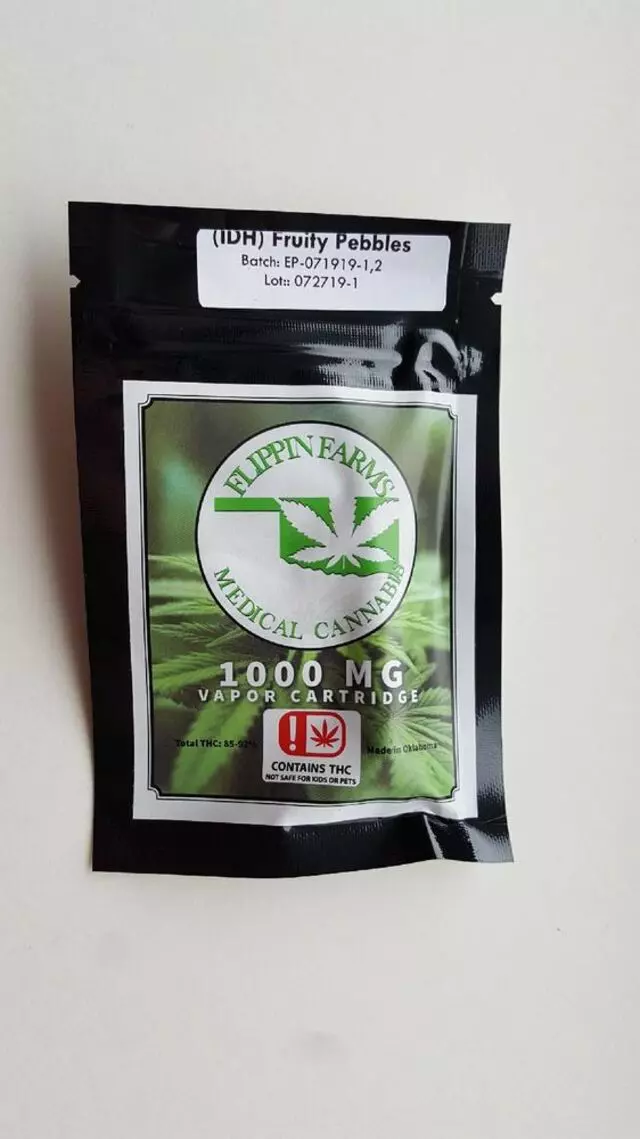 (IDH) Fruity Pebbles
Batch: EP-071919-1,2
Lot:: 072719-1
FLIPPIN FARMS
MEDICAL CANNABIS
1000 MG
VAPOR CARTRIDGE
Total THC: 85-92%
Made in Oklahoma
CONTAINS THC
NOT SAFE FOR KIDS OR PETS